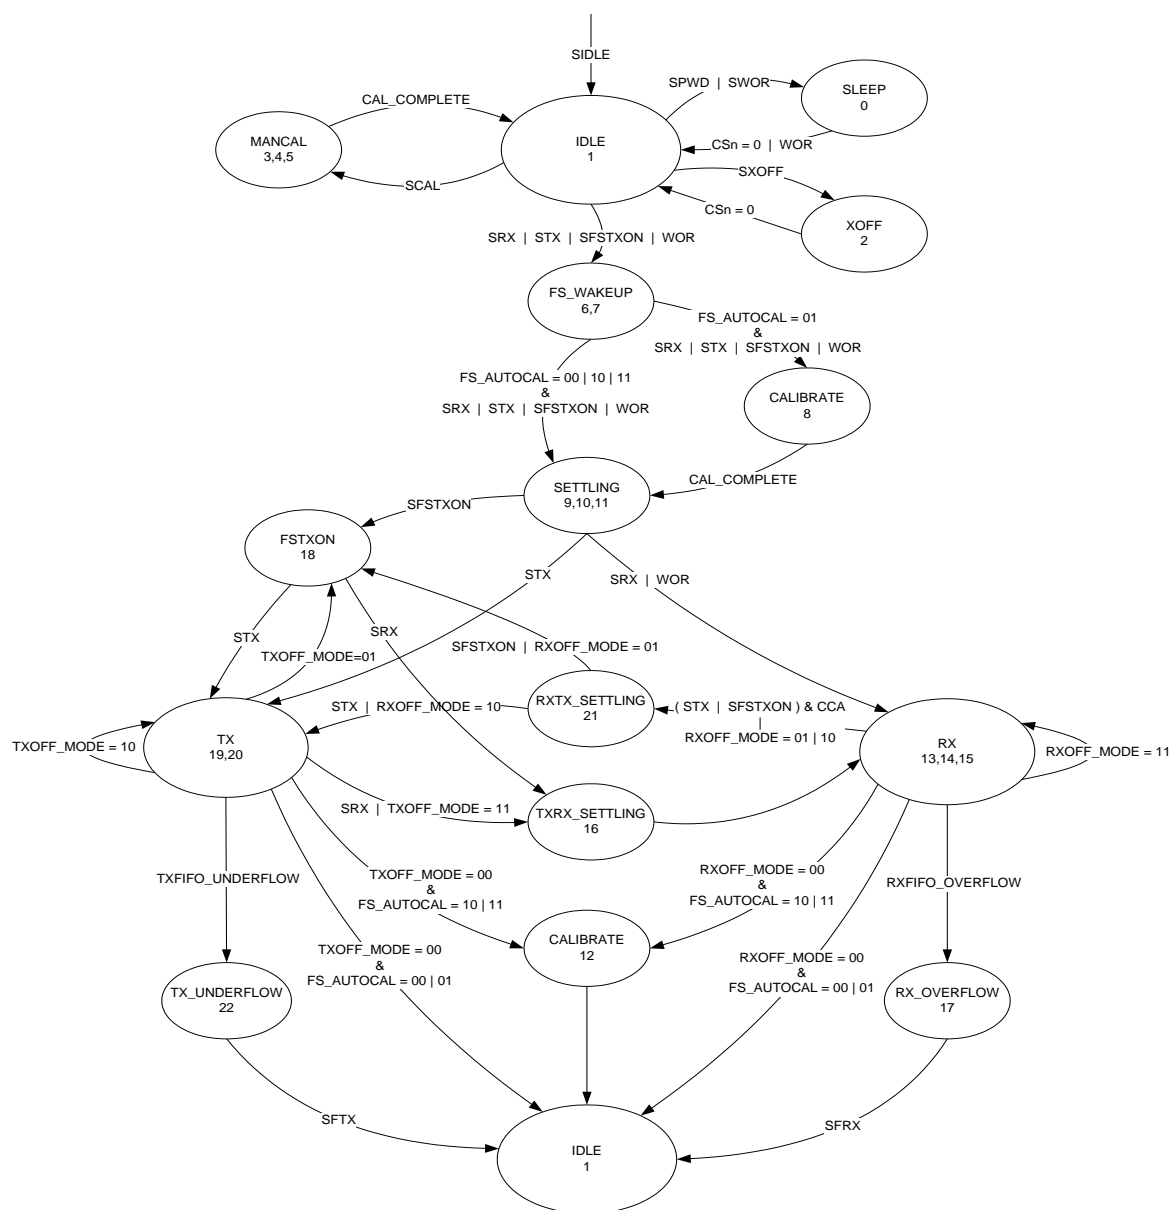 SIDLE
SPWD | SWOR
SLEEP
0
CAL_COMPLETE
MANCAL
3,4,5
IDLE
1
CSn = 0 | WOR
SCAL
SXOFF
CSn = 0
XOFF
2
SRX | STX | SFSTXON | WOR
FS_WAKEUP
6,7
FS_AUTOCAL = 01
&
SRX | STX | SFSTXON | WOR
FS_AUTOCAL = 00 | 10 | 11
&
SRX | STX | SFSTXON | WOR
CALIBRATE
8
SETTLING
9,10,11
CAL_COMPLETE
SFSTXON
FSTXON
18
STX
SRX | WOR
STX
SRX
TXOFF_MODE=01
SFSTXON | RXOFF_MODE = 01
STX | RXOFF_MODE = 10
RXTX_SETTLING
21
( STX | SFSTXON ) & CCA
|
RXOFF_MODE = 01 | 10
TXOFF_MODE = 10
TX
19,20
RX
13,14,15
RXOFF_MODE = 11
SRX | TXOFF_MODE = 11
TXRX_SETTLING
16
TXFIFO_UNDERFLOW
TXOFF_MODE = 00
&
FS_AUTOCAL = 10 | 11
RXOFF_MODE = 00
&
FS_AUTOCAL = 10 | 11
RXFIFO_OVERFLOW
CALIBRATE
12
TXOFF_MODE = 00
&
FS_AUTOCAL = 00 | 01
RXOFF_MODE = 00
&
FS_AUTOCAL = 00 | 01
TX_UNDERFLOW
22
RX_OVERFLOW
17
SFTX
SFRX
IDLE
1